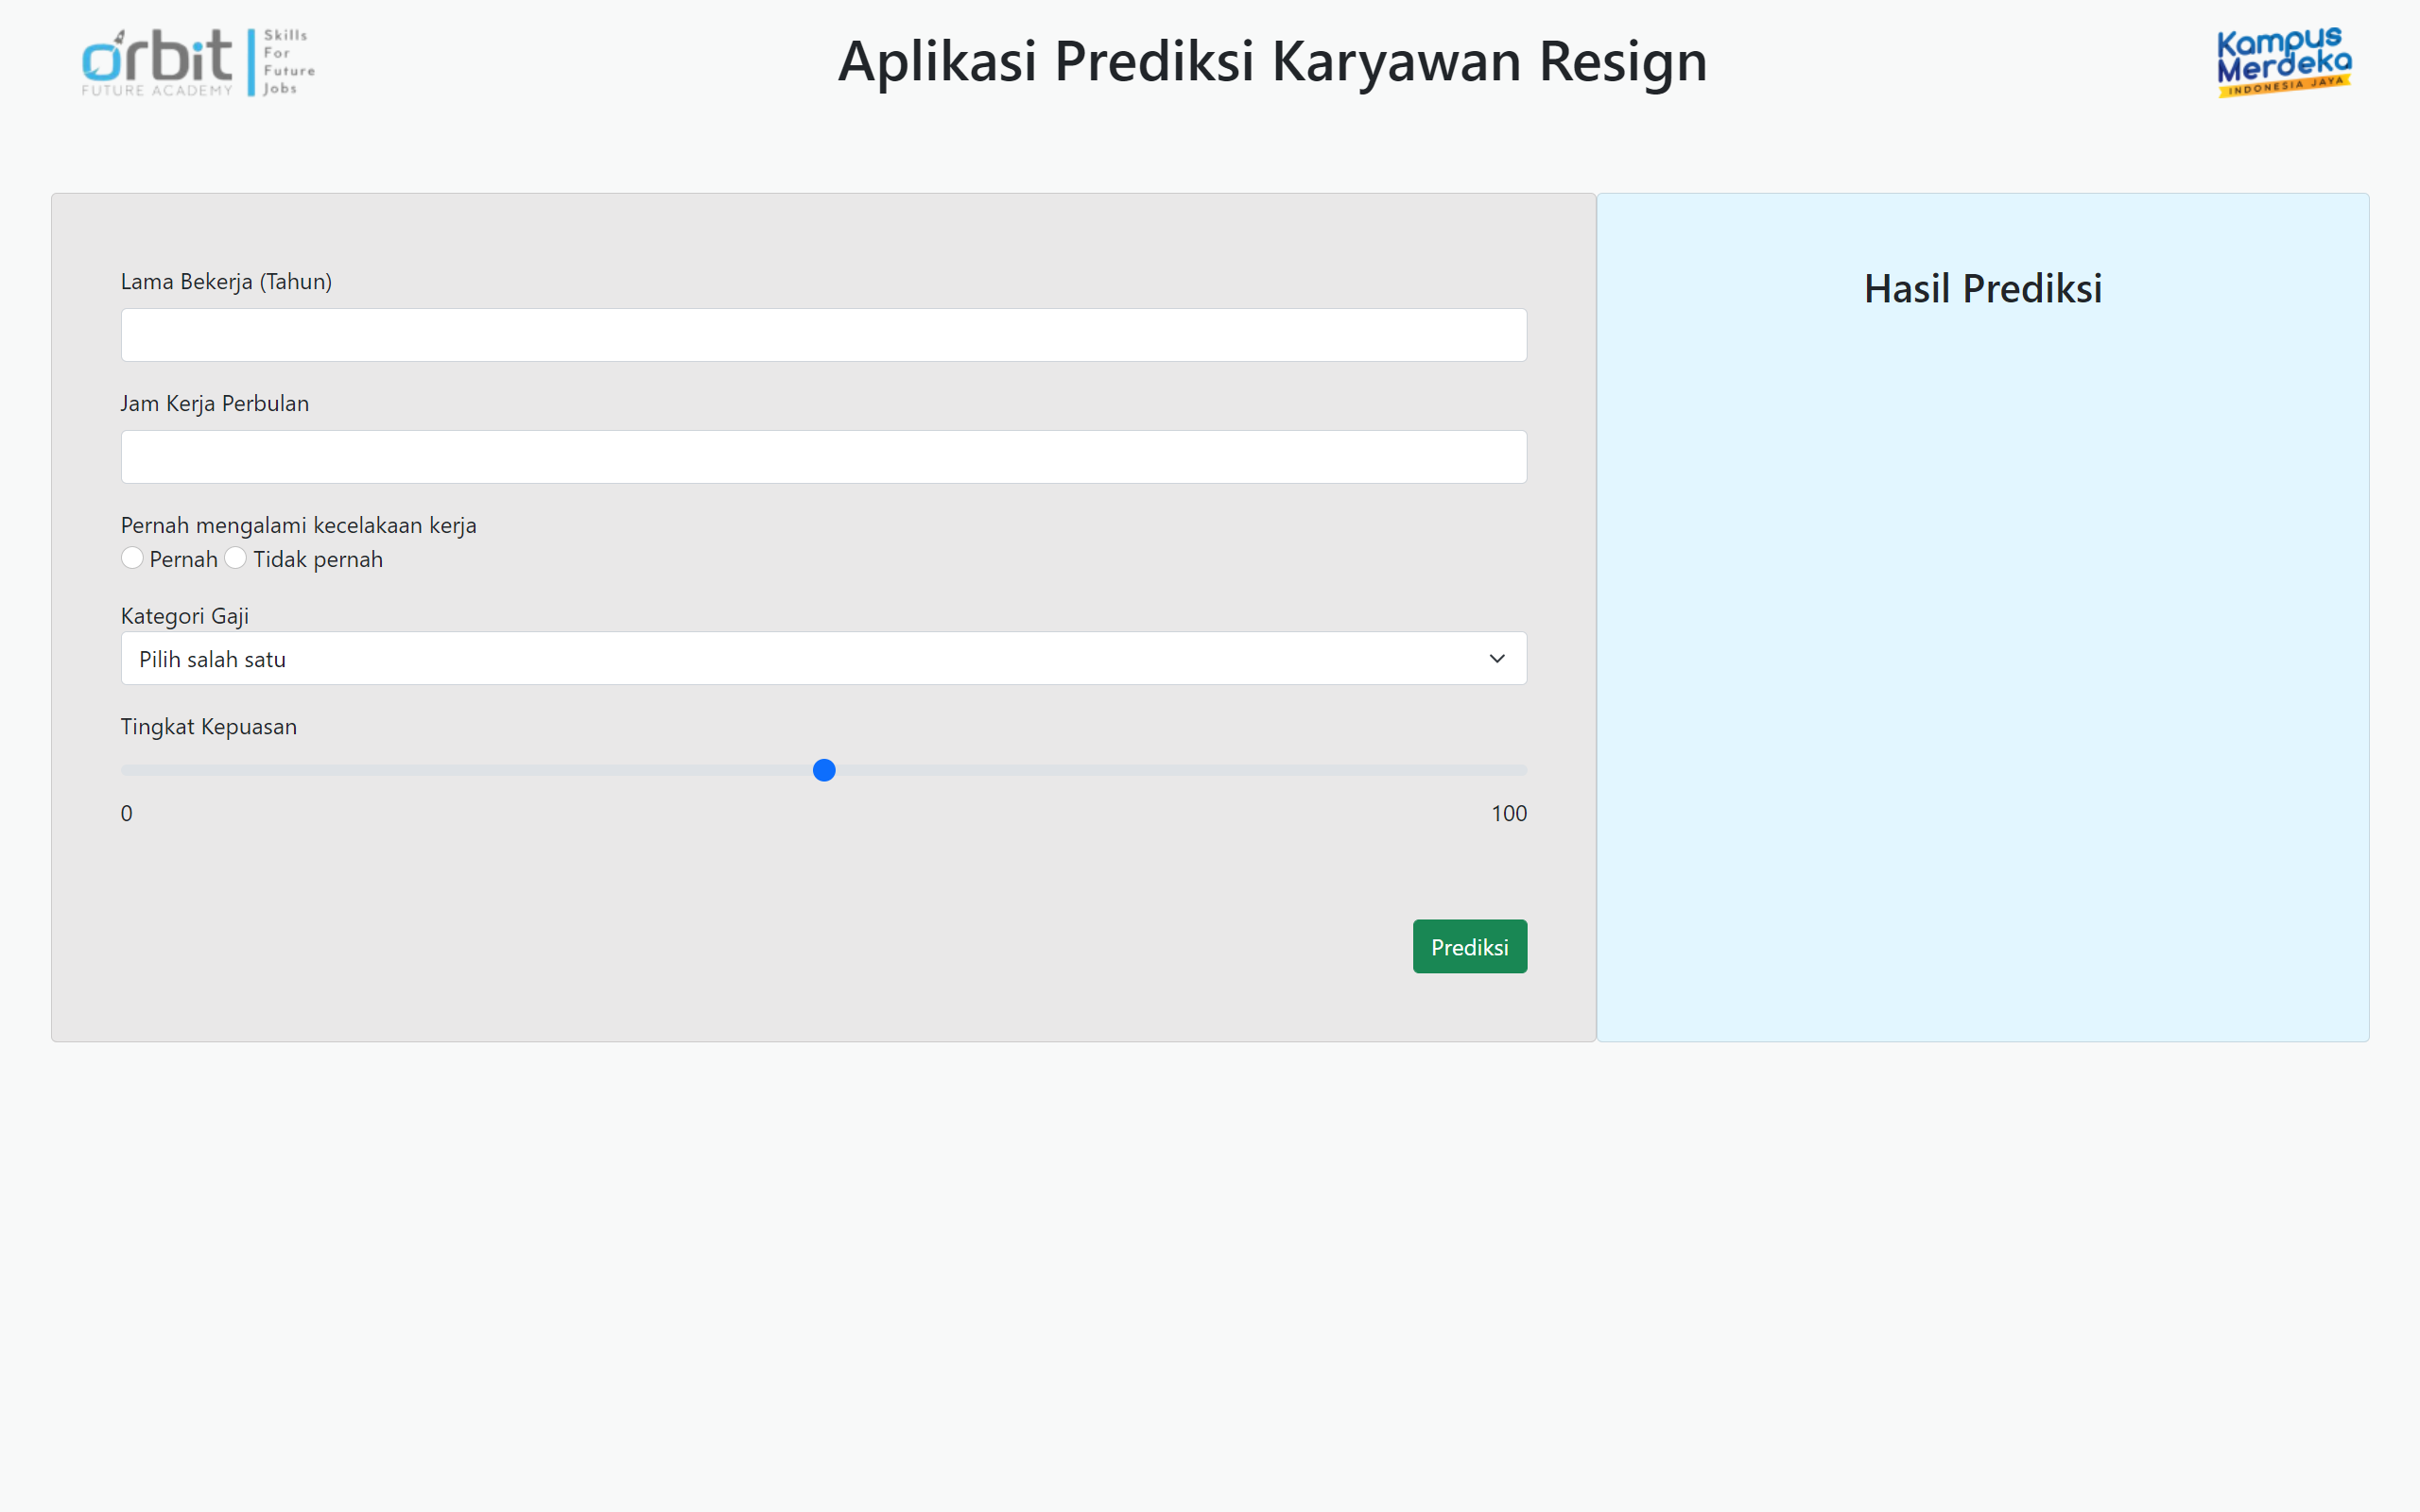 orbit
FUTURE ACADEMY
Skills
For
Future
Jobs
Aplikasi Prediksi Karyawan Resign
Kampus
Merdeka
INDONESIA JAYA
Lama Bekerja (Tahun)
Jam Kerja Perbulan
Pernah mengalami kecelakaan kerja
Pernah Tidak pernah
Kategori Gaji
Pilih salah satu
Tingkat Kepuasan
0 100
Prediksi
Hasil Prediksi